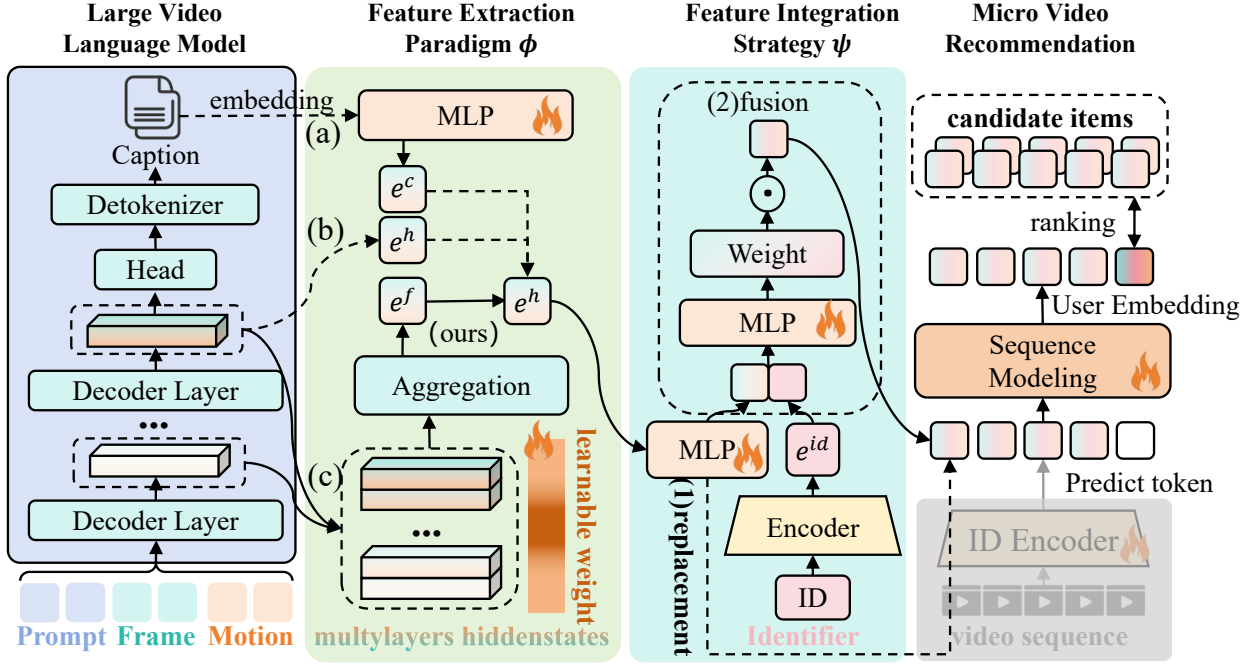 Large Video
Language Model
Feature Extraction
Paradigm ϕ
Feature Integration
Strategy ψ
Micro Video
Recommendation
embedding
Caption
Detokenizer
Head
Decoder Layer
...
Decoder Layer
Prompt
Frame
Motion
(a)
MLP
e^c
(b)
e^h
e^f
e^h
(ours)
Aggregation
(c)
...
learnable weight
multylayers hiddenstates
(2)fusion
Weight
MLP
MLP
e^{id}
(1)replacement
Encoder
ID
Identifier
candidate items
ranking
User Embedding
Sequence
Modeling
Predict token
ID Encoder
video sequence